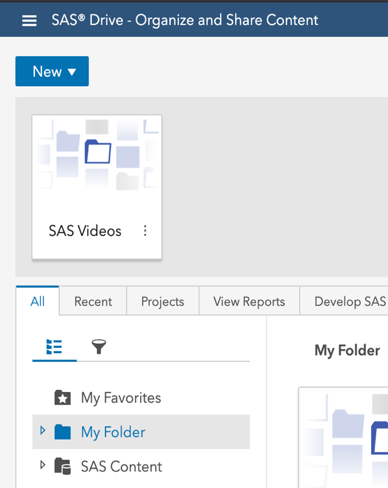 SAS® Drive - Organize and Share Content
New
SAS Videos
All Recent Projects View Reports Develop SAS
My Folder
My Favorites
My Folder
SAS Content